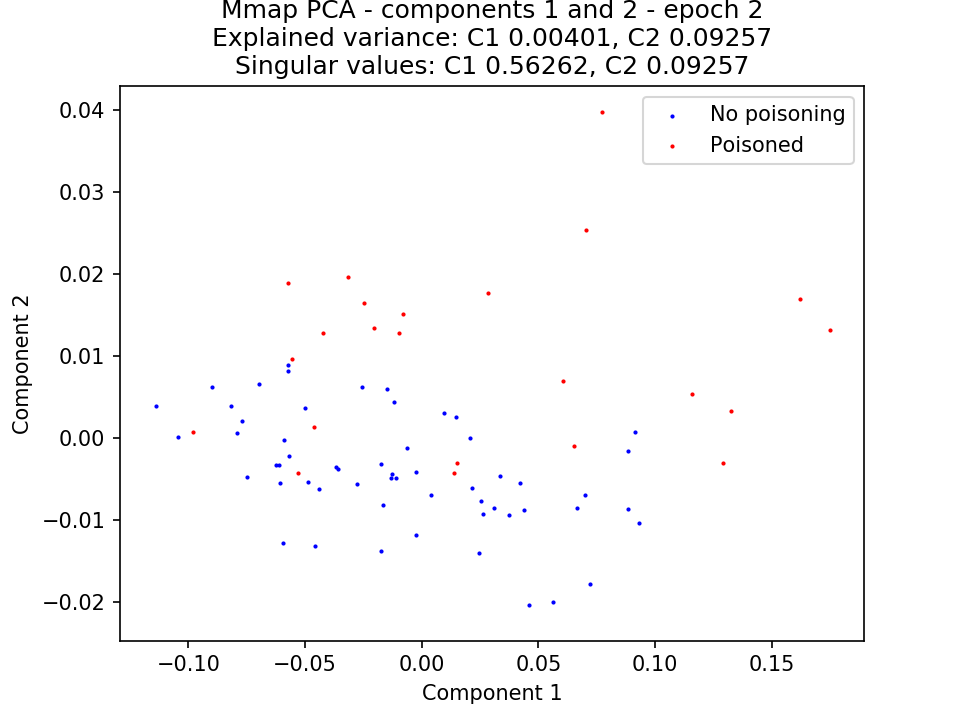 Mmap PCA - components 1 and 2 - epoch 2
Explained variance: C1 0.00401, C2 0.09257
Singular values: C1 0.56262, C2 0.09257
No poisoning
Poisoned
0.04
0.03
0.02
0.01
0.00
−0.01
−0.02
Component 2
−0.10
−0.05
0.00
0.05
0.10
0.15
Component 1